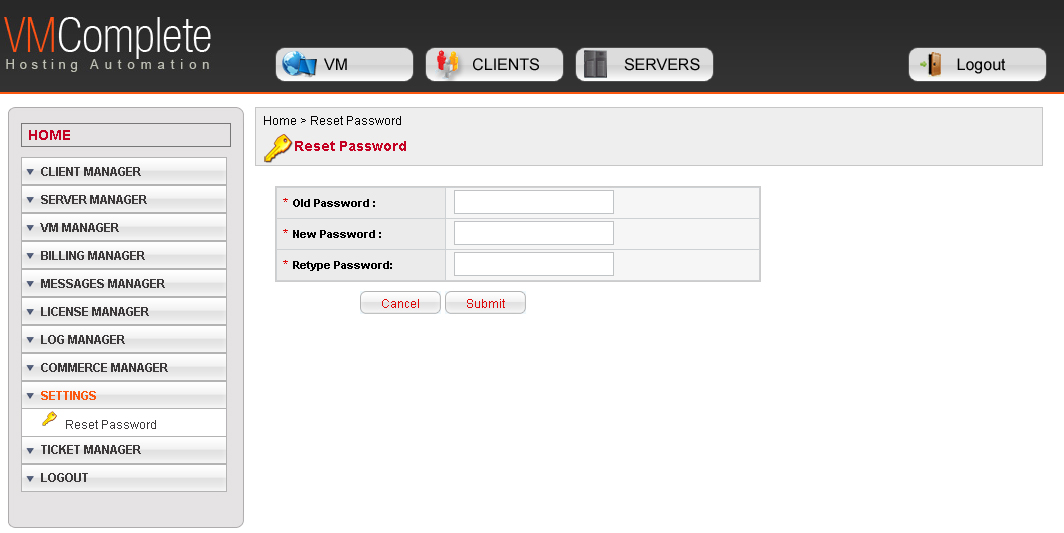 VMComplete
Hosting Automation
VM
CLIENTS
SERVERS
Logout
HOME
CLIENT MANAGER
SERVER MANAGER
VM MANAGER
BILLING MANAGER
MESSAGES MANAGER
LICENSE MANAGER
LOG MANAGER
COMMERCE MANAGER
SETTINGS
Reset Password
TICKET MANAGER
LOGOUT
Home > Reset Password
Reset Password
* Old Password :
* New Password :
* Retype Password:
Cancel
Submit